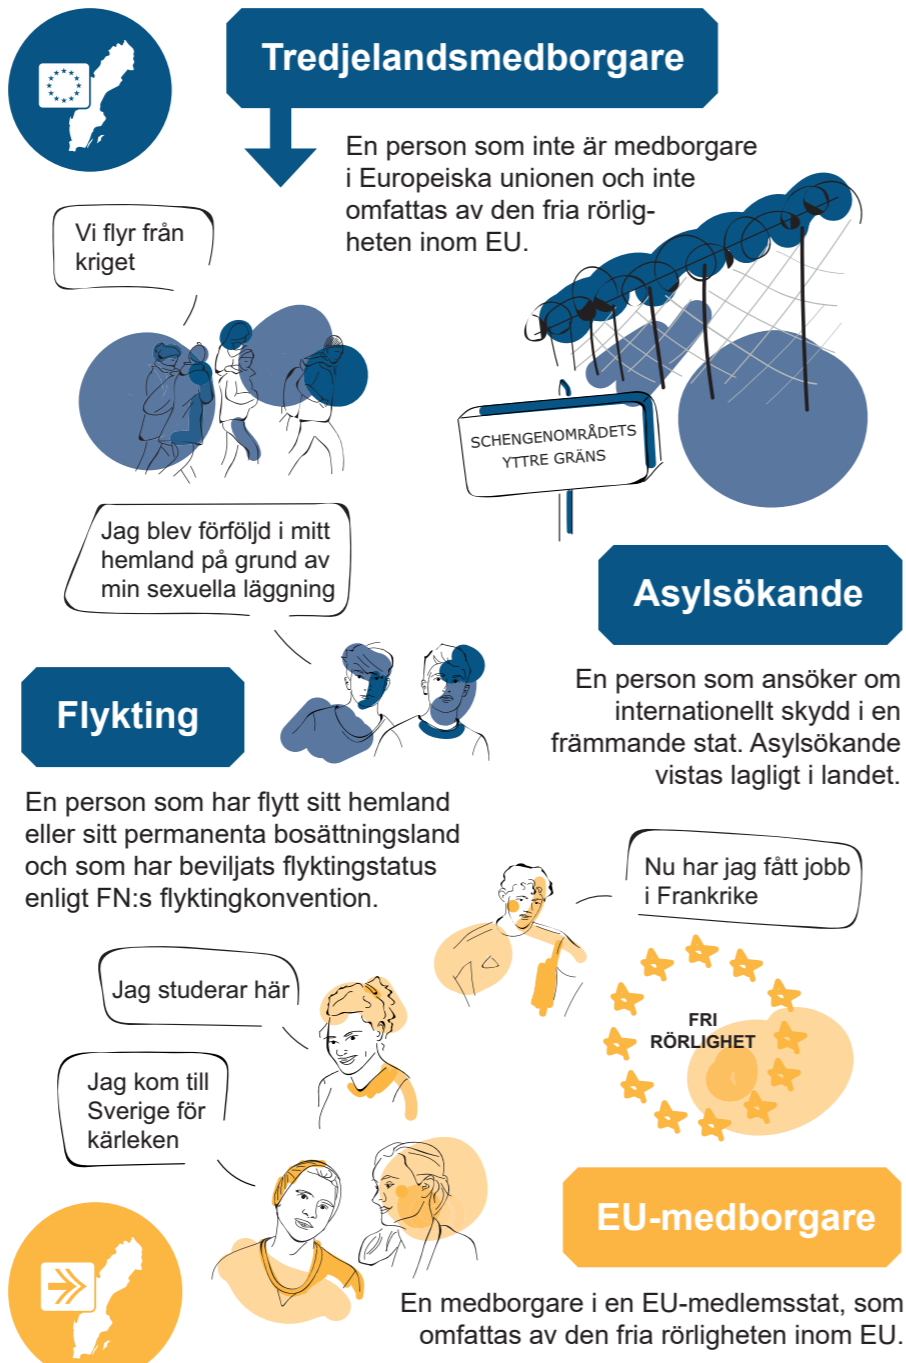 Tredjelandsmedborgare
En person som inte är medborgare
i Europeiska unionen och inte
omfattas av den fria rörlig-
heten inom EU.
Vi flyr från
kriget
SCHENGENOMRÅDETS
YTTRE GRÄNS
Jag blev förföljd i mitt
hemland på grund av
min sexuella läggning
Asylsökande
En person som ansöker om
internationellt skydd i en
främmande stat. Asylsökande
vistas lagligt i landet.
Flykting
En person som har flytt sitt hemland
eller sitt permanenta bosättningsland
och som har beviljats flyktingstatus
enligt FN:s flyktingkonvention.
Nu har jag fått jobb
i Frankrike
Jag studerar här
FRI
RÖRLIGHET
Jag kom till
Sverige för
kärleken
EU-medborgare
En medborgare i en EU-medlemsstat, som
omfattas av den fria rörligheten inom EU.